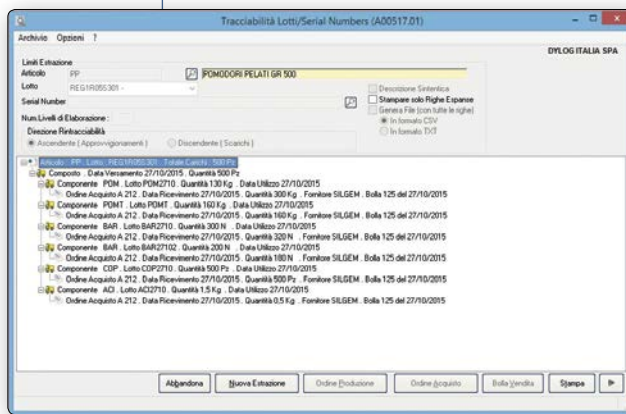 Tracciabilità Lotti/Serial Numbers (A00517.01)
Archivio Opzioni ?
DYLOG ITALIA SPA
Limiti Estrazione
Articolo PP POMODORI PELATI GR 500
Lotto REG1R05S301 -
Serial Number
Descrizione Sintentica
Stampare solo Righe Espanse
Genera File (con tutte le righe)
In formato CSV
In formato TXT
Num.Livelli di Elaborazione :
Direzione Rintracciabilità
Ascendente ( Approvvigionamenti ) Discendente ( Scarichi )
Articolo : PP . Lotto : REG1R05S301 . Totale Carichi : 500 Pz
Composto . Data Versamento 27/10/2015 . Quantità 500 Pz
Componente POM . Lotto POM2710 . Quantità 130 Kg . Data Utilizzo 27/10/2015
Ordine Acquisto A 212 . Data Ricevimento 27/10/2015 . Quantità 300 Kg . Fornitore SILGEM . Bolla 125 del 27/10/2015
Componente POMT . Lotto POMT . Quantità 160 Kg . Data Utilizzo 27/10/2015
Ordine Acquisto A 212 . Data Ricevimento 27/10/2015 . Quantità 160 Kg . Fornitore SILGEM . Bolla 125 del 27/10/2015
Componente BAR . Lotto BAR2710 . Quantità 300 N . Data Utilizzo 27/10/2015
Ordine Acquisto A 212 . Data Ricevimento 27/10/2015 . Quantità 320 N . Fornitore SILGEM . Bolla 125 del 27/10/2015
Componente BAR . Lotto BAR27102 . Quantità 200 N . Data Utilizzo 27/10/2015
Ordine Acquisto A 212 . Data Ricevimento 27/10/2015 . Quantità 180 N . Fornitore SILGEM . Bolla 125 del 27/10/2015
Componente COP . Lotto COP2710 . Quantità 500 Pz . Data Utilizzo 27/10/2015
Ordine Acquisto A 212 . Data Ricevimento 27/10/2015 . Quantità 500 Pz . Fornitore SILGEM . Bolla 125 del 27/10/2015
Componente ACI . Lotto ACI2710 . Quantità 1,5 Kg . Data Utilizzo 27/10/2015
Ordine Acquisto A 212 . Data Ricevimento 27/10/2015 . Quantità 0,5 Kg . Fornitore SILGEM . Bolla 125 del 27/10/2015
Abbandona Nuova Estrazione Ordine Produzione Ordine Acquisto Bolla Vendita Stampa